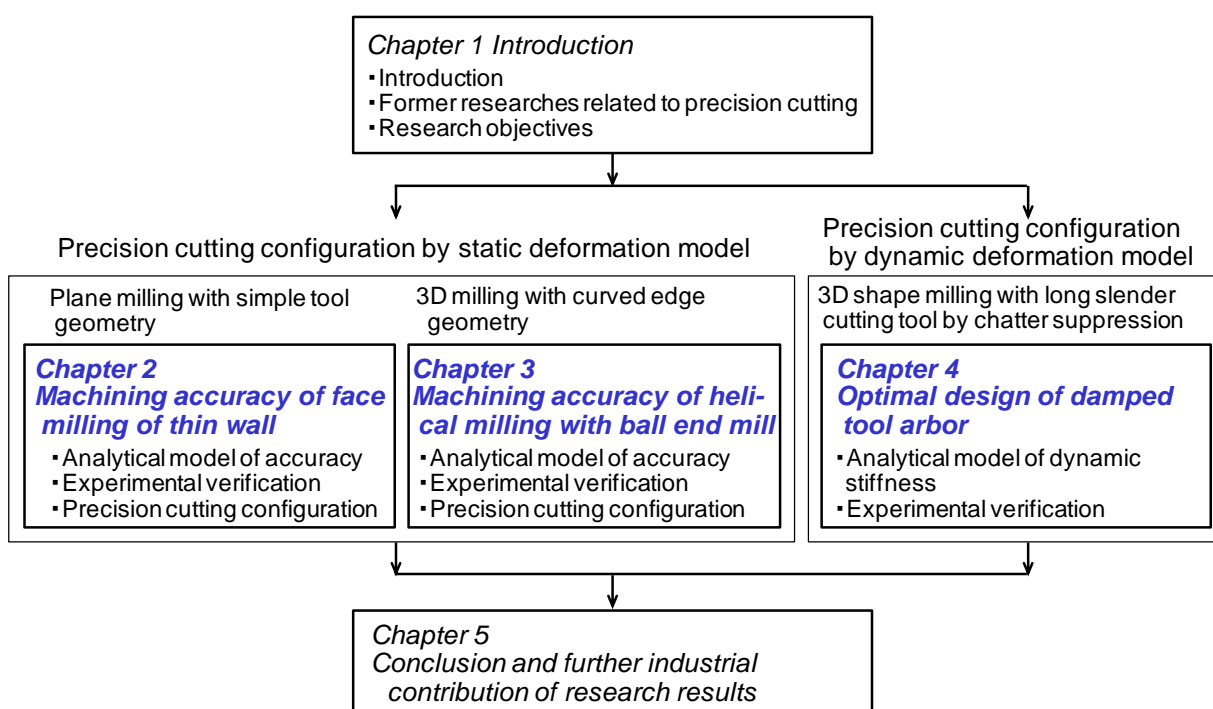 Chapter 1 Introduction
・Introduction
・Former researches related to precision cutting
・Research objectives
Precision cutting configuration by static deformation model
Precision cutting configuration
by dynamic deformation model
Plane milling with simple tool
geometry
3D milling with curved edge
geometry
3D shape milling with long slender
cutting tool by chatter suppression
Chapter 2
Machining accuracy of face
milling of thin wall
・Analytical model of accuracy
・Experimental verification
・Precision cutting configuration
Chapter 3
Machining accuracy of heli-
cal milling with ball end mill
・Analytical model of accuracy
・Experimental verification
・Precision cutting configuration
Chapter 4
Optimal design of damped
tool arbor
・Analytical model of dynamic
stiffness
・Experimental verification
Chapter 5
Conclusion and further industrial
contribution of research results